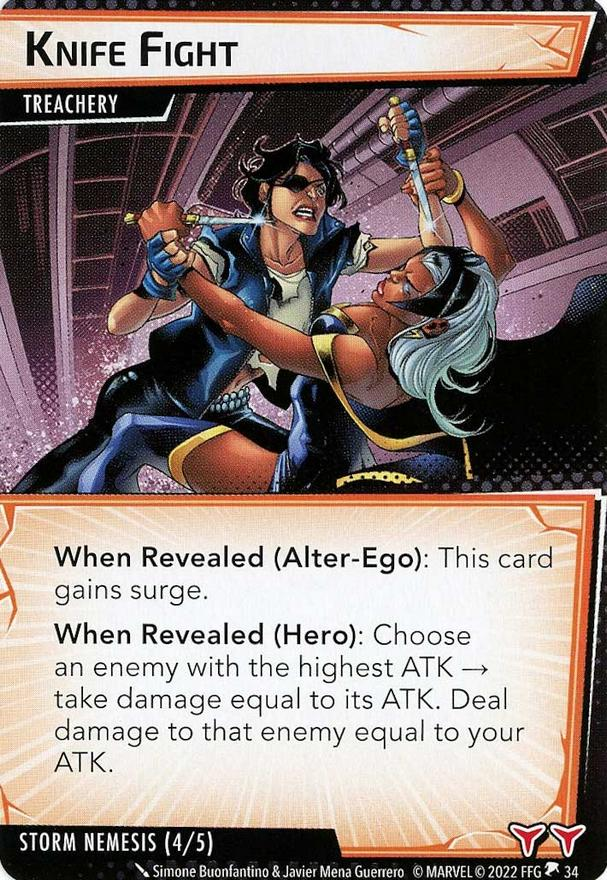 KNIFE FIGHT
TREACHERY
When Revealed (Alter-Ego): This card
gains surge.
When Revealed (Hero): Choose
an enemy with the highest ATK →
take damage equal to its ATK. Deal
damage to that enemy equal to your
ATK.
STORM NEMESIS (4/5)
Simone Buonfantino & Javier Mena Guerrero © MARVEL © 2022 FFG 34